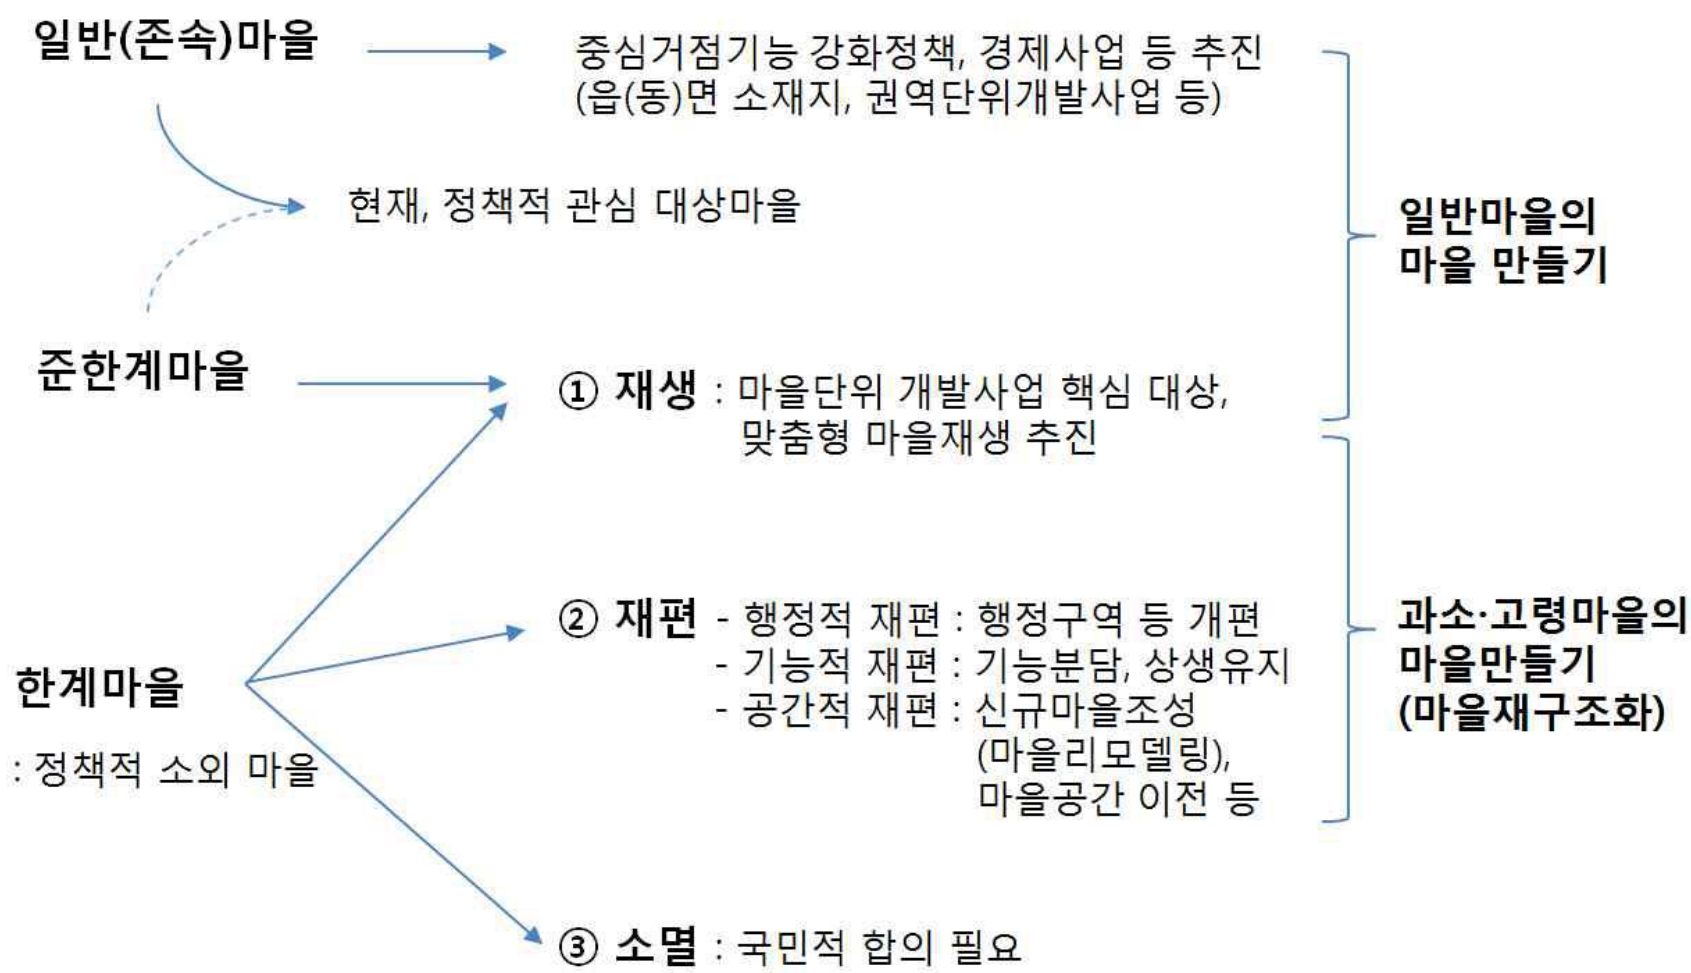 일반(존속)마을
중심거점기능 강화정책, 경제사업 등 추진
(읍(동)면 소재지, 권역단위개발사업 등)
현재, 정책적 관심 대상마을
일반마을의
마을 만들기
준한계마을
① 재생 : 마을단위 개발사업 핵심 대상,
맞춤형 마을재생 추진
한계마을
: 정책적 소외 마을
② 재편 - 행정적 재편 : 행정구역 등 개편
- 기능적 재편 : 기능분담, 상생유지
- 공간적 재편 : 신규마을조성
(마을리모델링),
마을공간 이전 등
과소·고령마을의
마을만들기
(마을재구조화)
③ 소멸 : 국민적 합의 필요